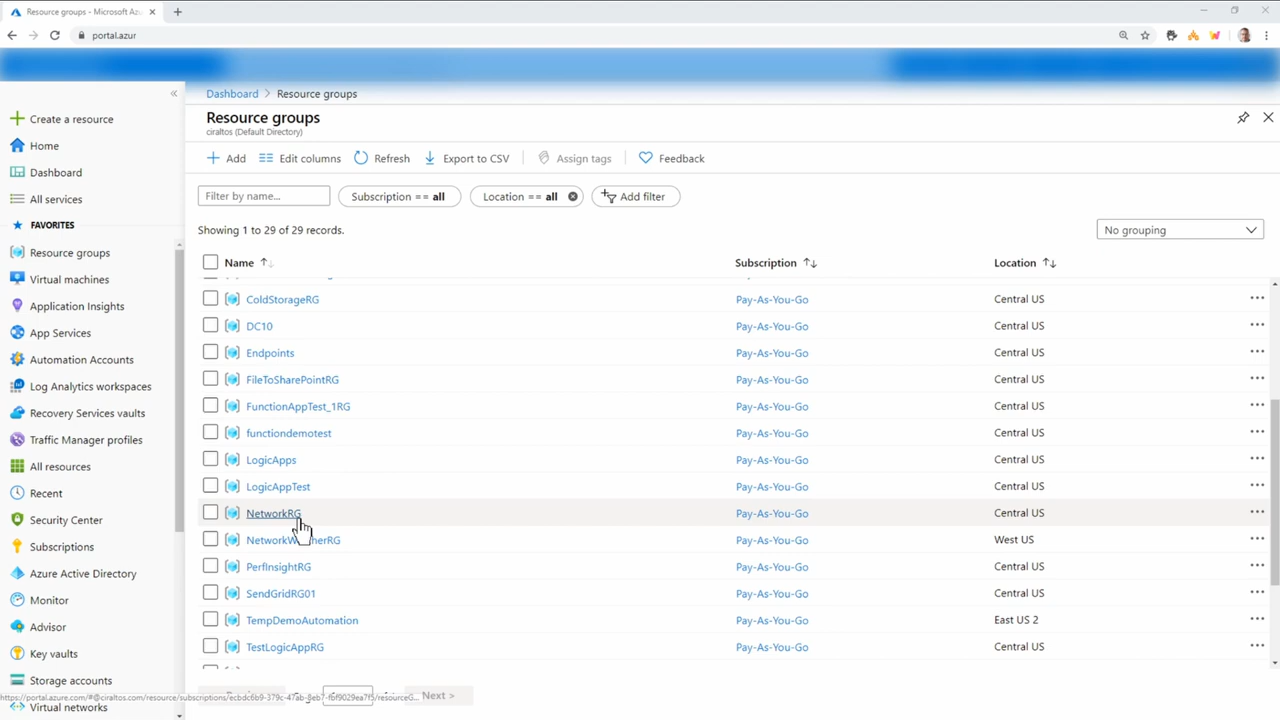 Resource groups - Microsoft Az
portal.azur
Dashboard > Resource groups
Resource groups
ciraltos (Default Directory)
Add Edit columns Refresh Export to CSV Assign tags Feedback
Filter by name... Subscription == all Location == all Add filter
Showing 1 to 29 of 29 records.
No grouping
Name Subscription Location
ColdStorageRG Pay-As-You-Go Central US
DC10 Pay-As-You-Go Central US
Endpoints Pay-As-You-Go Central US
FileToSharePointRG Pay-As-You-Go Central US
FunctionAppTest_1RG Pay-As-You-Go Central US
functiondemotest Pay-As-You-Go Central US
LogicApps Pay-As-You-Go Central US
LogicAppTest Pay-As-You-Go Central US
NetworkRG Pay-As-You-Go Central US
Pay-As-You-Go West US
PerfInsightRG Pay-As-You-Go Central US
SendGridRG01 Pay-As-You-Go Central US
TempDemoAutomation Pay-As-You-Go East US 2
TestLogicAppRG Pay-As-You-Go Central US
Next >
Create a resource
Home
Dashboard
All services
FAVORITES
Resource groups
Virtual machines
Application Insights
App Services
Automation Accounts
Log Analytics workspaces
Recovery Services vaults
Traffic Manager profiles
All resources
Recent
Security Center
Subscriptions
Azure Active Directory
Monitor
Advisor
Key vaults
Storage accounts
Virtual networks